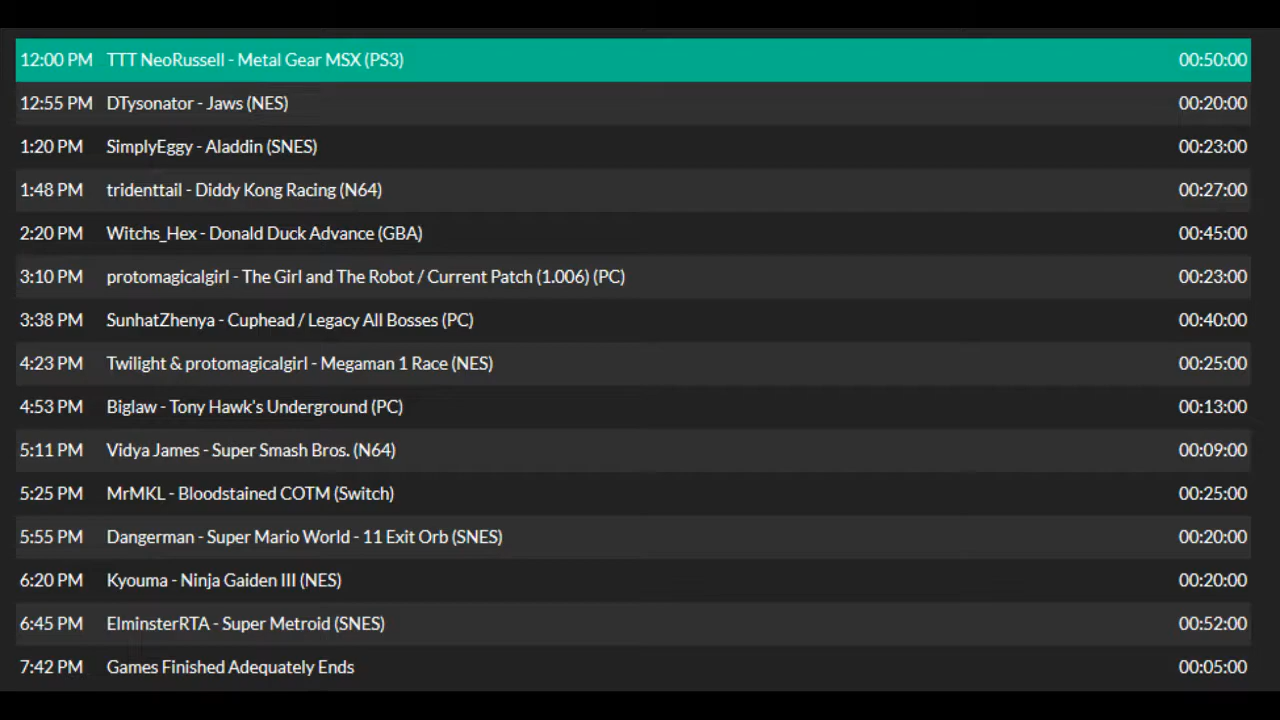 12:00 PM TTT NeoRussell - Metal Gear MSX (PS3) 00:50:00
12:55 PM DTysonator - Jaws (NES) 00:20:00
1:20 PM SimplyEggy - Aladdin (SNES) 00:23:00
1:48 PM tridenttail - Diddy Kong Racing (N64) 00:27:00
2:20 PM Witchs_Hex - Donald Duck Advance (GBA) 00:45:00
3:10 PM protomagicalgirl - The Girl and The Robot / Current Patch (1.006) (PC) 00:23:00
3:38 PM SunhatZhenya - Cuphead / Legacy All Bosses (PC) 00:40:00
4:23 PM Twilight & protomagicalgirl - Megaman 1 Race (NES) 00:25:00
4:53 PM Biglaw - Tony Hawk's Underground (PC) 00:13:00
5:11 PM Vidya James - Super Smash Bros. (N64) 00:09:00
5:25 PM MrMKL - Bloodstained COTM (Switch) 00:25:00
5:55 PM Dangerman - Super Mario World - 11 Exit Orb (SNES) 00:20:00
6:20 PM Kyouma - Ninja Gaiden III (NES) 00:20:00
6:45 PM ElminsterRTA - Super Metroid (SNES) 00:52:00
7:42 PM Games Finished Adequately Ends 00:05:00